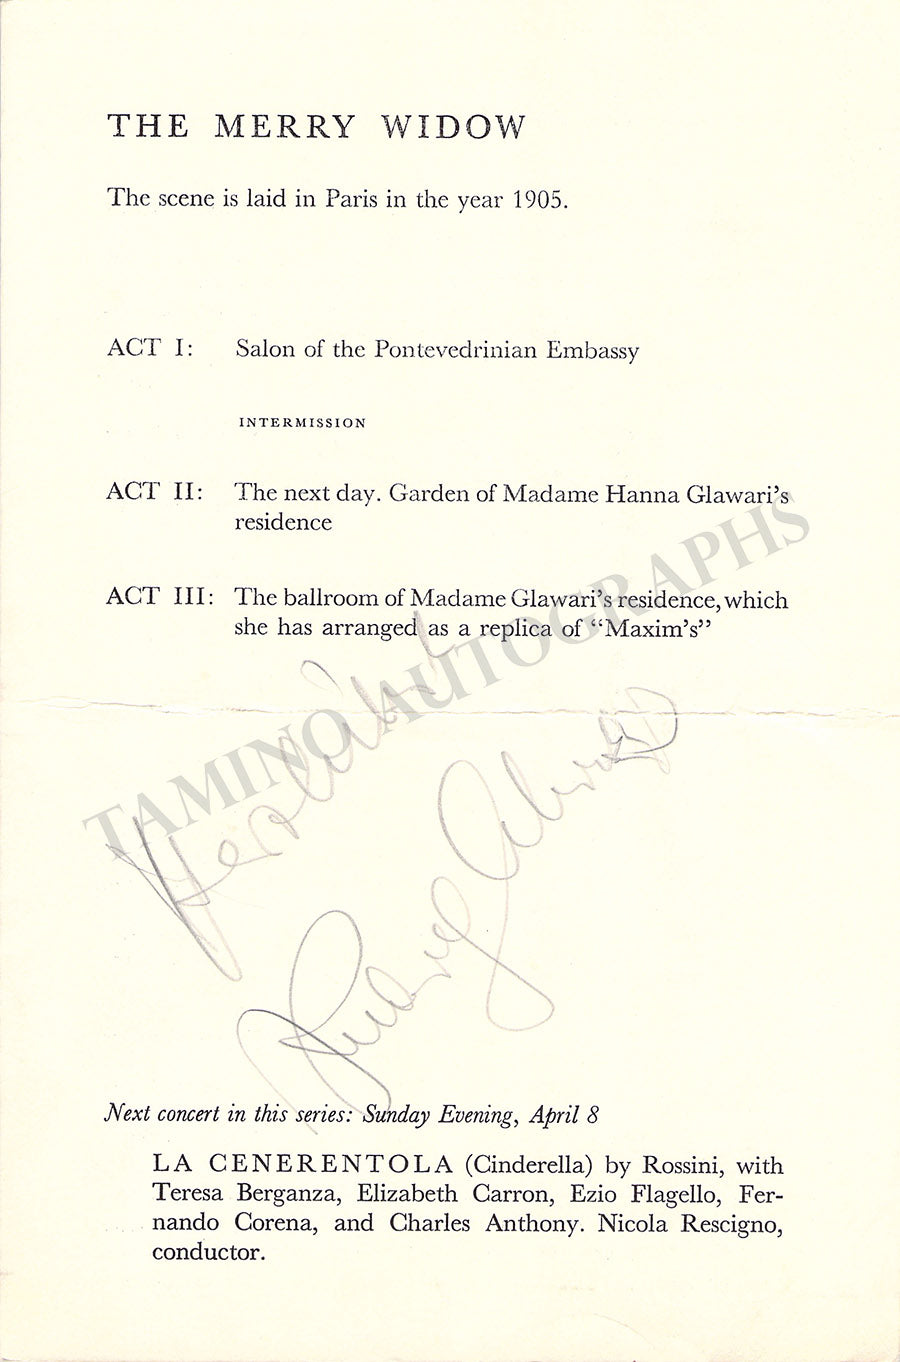 THE MERRY WIDOW
The scene is laid in Paris in the year 1905.
ACT I: Salon of the Pontevedrinian Embassy
INTERMISSION
ACT II: The next day. Garden of Madame Hanna Glawari's
residence
ACT III: The ballroom of Madame Glawari's residence, which
she has arranged as a replica of “Maxim's”
TAMINO AUTOGRAPHS
Next concert in this series: Sunday Evening, April 8
LA CENERENTOLA (Cinderella) by Rossini, with
Teresa Berganza, Elizabeth Carron, Ezio Flagello, Fer-
nando Corena, and Charles Anthony. Nicola Rescigno,
conductor.